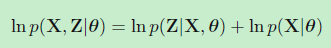 ln p(X, Z|θ) = ln p(Z|X, θ) + ln p(X|θ)